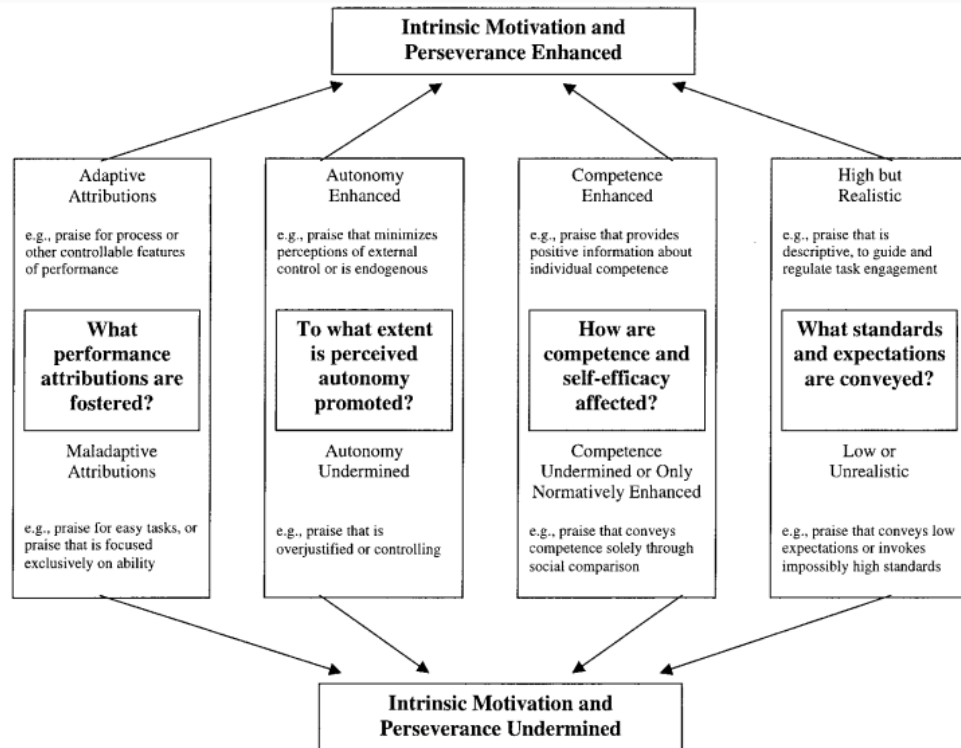 Intrinsic Motivation and
Perseverance Enhanced
Adaptive
Attributions
e.g., praise for process or
other controllable features
of performance
What
performance
attributions are
fostered?
Maladaptive
Attributions
e.g., praise for easy tasks, or
praise that is focused
exclusively on ability
Autonomy
Enhanced
e.g., praise that minimizes
perceptions of external
control or is endogenous
To what extent
is perceived
autonomy
promoted?
Autonomy
Undermined
e.g., praise that is
overjustified or controlling
Competence
Enhanced
e.g., praise that provides
positive information about
individual competence
How are
competence and
self-efficacy
affected?
Competence
Undermined or Only
Normatively Enhanced
e.g., praise that conveys
competence solely through
social comparison
High but
Realistic
e.g., praise that is
descriptive, to guide and
regulate task engagement
What standards
and expectations
are conveyed?
Low or
Unrealistic
e.g., praise that conveys low
expectations or invokes
impossibly high standards
Intrinsic Motivation and
Perseverance Undermined